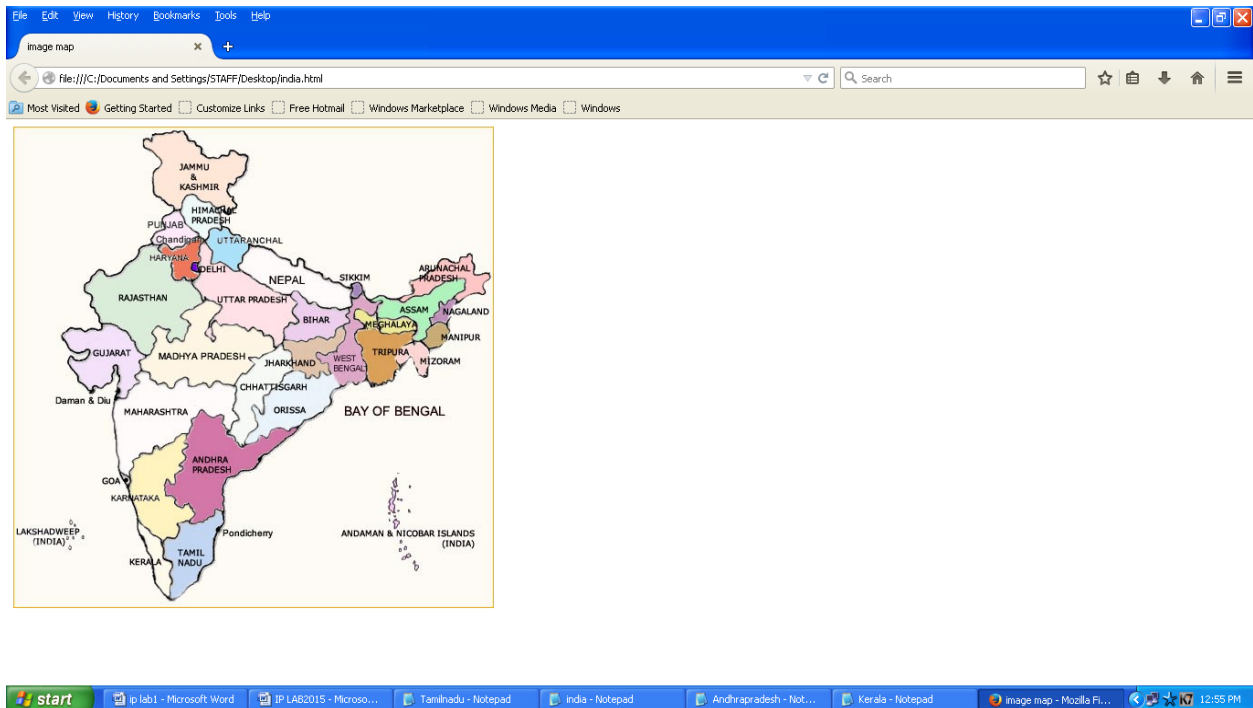 File Edit View History Bookmarks Tools Help
image map
file:///C:/Documents and Settings/STAFF/Desktop/india.html
Search
Most Visited Getting Started Customize Links Free Hotmail Windows Marketplace Windows Media Windows
JAMMU
&
KASHMIR
HIMACHAL
PRADESH
PUNJAB
Chandigarh
UTTARANCHAL
HARYANA
DELHI
NEPAL
SIKKIM
ARUNACHAL
PRADESH
RAJASTHAN
UTTAR PRADESH
BIHAR
ASSAM
NAGALAND
MEGHALAYA
MANIPUR
GUJARAT
MADHYA PRADESH
JHARKHAND
WEST
BENGAL
TRIPURA
MIZORAM
CHHATTISGARH
Daman & Diu
MAHARASHTRA
ORISSA
BAY OF BENGAL
ANDHRA
PRADESH
GOA
KARNATAKA
LAKSHADWEEP
(INDIA)
Pondicherry
ANDAMAN & NICOBAR ISLANDS
(INDIA)
KERALA
TAMIL
NADU
start ip lab1 - Microsoft Word IP LAB2015 - Microso... Tamilnadu - Notepad india - Notepad Andhrapradesh - Not... Kerala - Notepad image map - Mozilla Fi... 12:55 PM